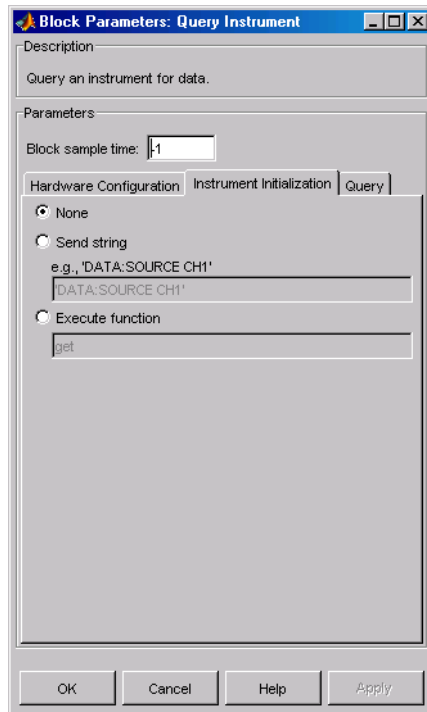 Block Parameters: Query Instrument
Description
Query an instrument for data.
Parameters
Block sample time: -1
Hardware Configuration Instrument Initialization Query
None
Send string
e.g., 'DATA:SOURCE CH1'
'DATA:SOURCE CH1'
Execute function
get
OK Cancel Help Apply